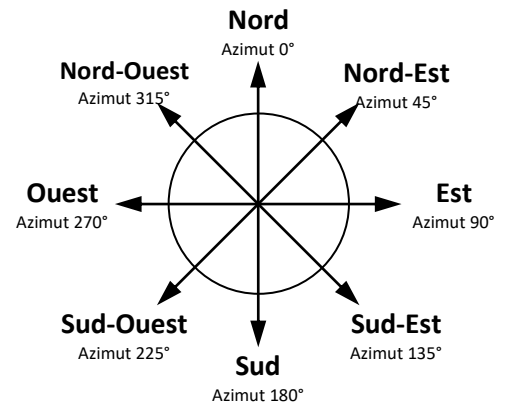 Nord
Azimut 0°
Nord-Ouest
Azimut 315°
Nord-Est
Azimut 45°
Ouest
Azimut 270°
Est
Azimut 90°
Sud-Ouest
Azimut 225°
Sud-Est
Azimut 135°
Sud
Azimut 180°